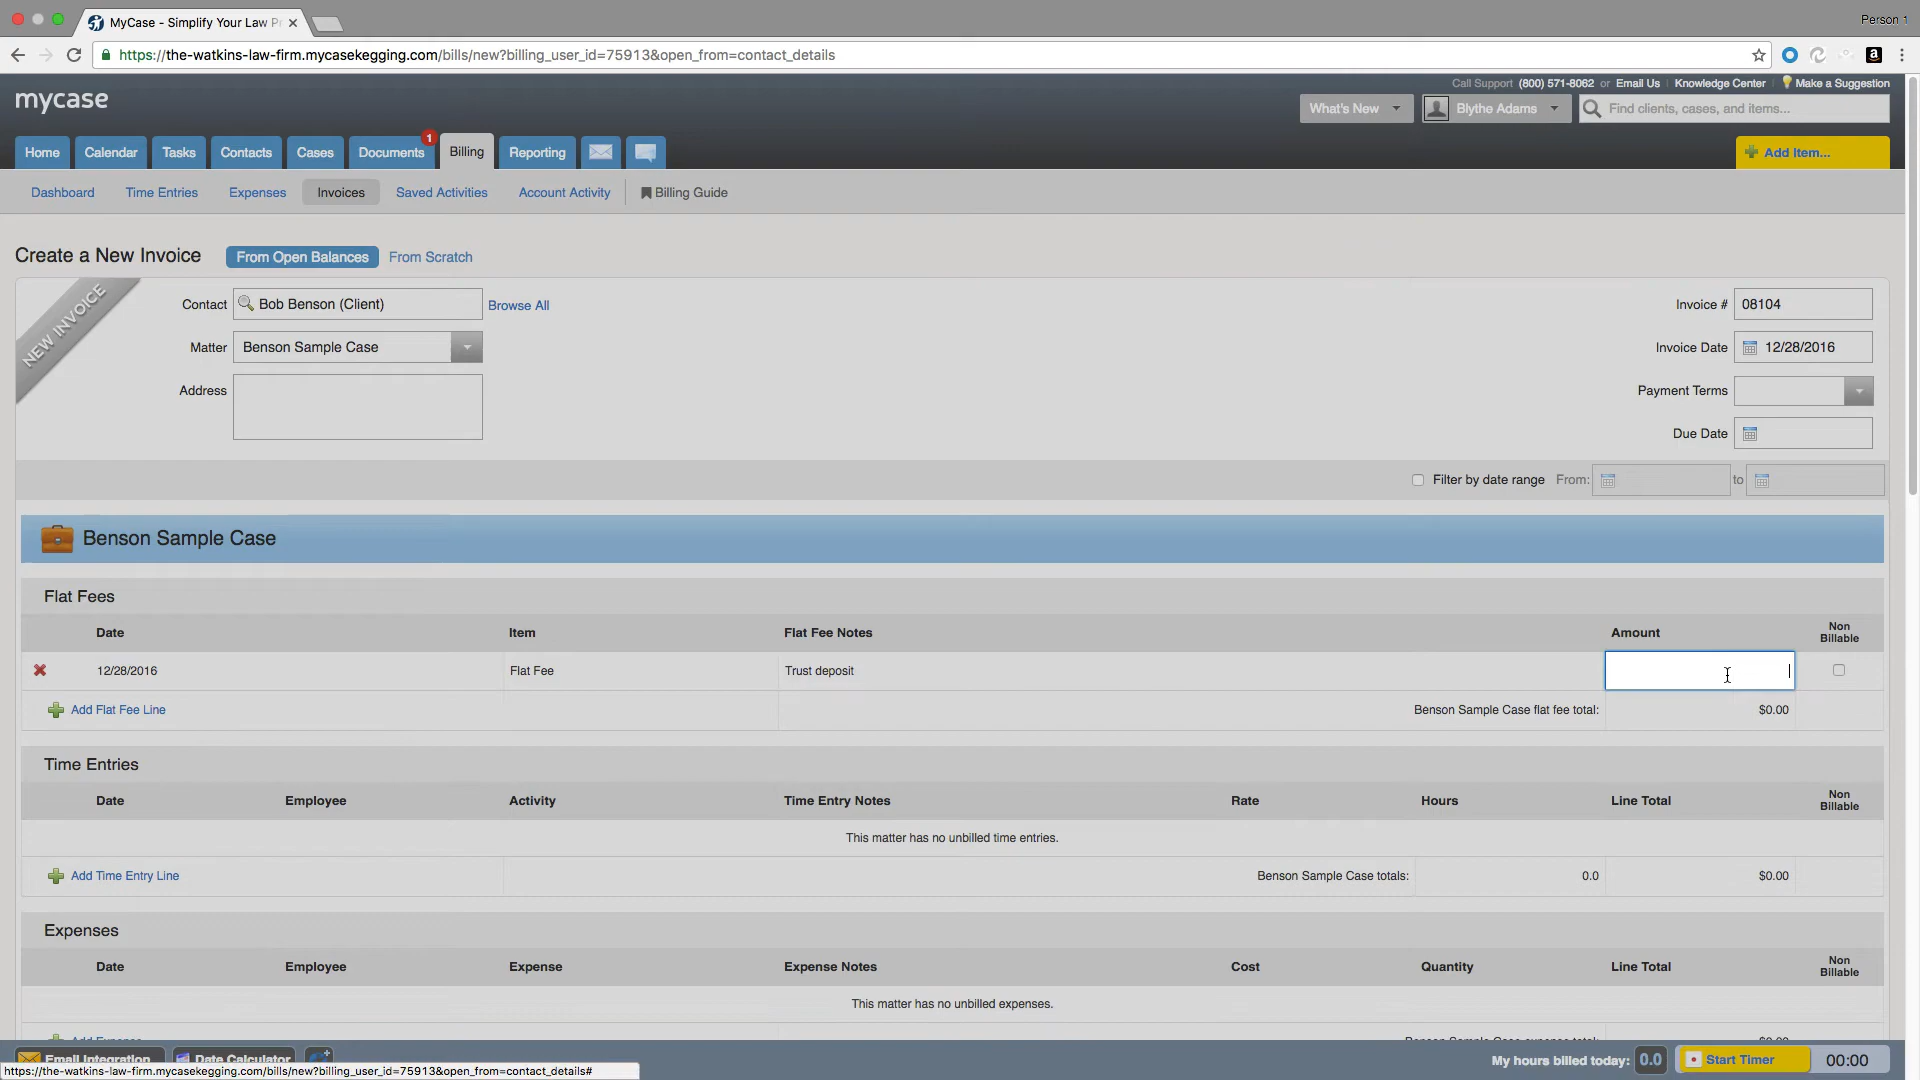 MyCase - Simplify Your Law Pr
Person 1
https://the-watkins-law-firm.mycasekegging.com/bills/new?billing_user_id=75913&open_from=contact_details
Call Support (800) 571-8062 or Email Us Knowledge Center Make a Suggestion
mycase
What's New
Blythe Adams
Find clients, cases, and items...
Home
Calendar
Tasks
Contacts
Cases
Documents
1
Billing
Reporting
Add Item...
Dashboard
Time Entries
Expenses
Invoices
Saved Activities
Account Activity
Billing Guide
Create a New Invoice
From Open Balances
From Scratch
NEW INVOICE
Contact
Bob Benson (Client)
Browse All
Invoice #
08104
Matter
Benson Sample Case
Invoice Date
12/28/2016
Address
Payment Terms
Due Date
Filter by date range From: to
Benson Sample Case
Flat Fees
Date Item Flat Fee Notes Amount Non Billable
12/28/2016 Flat Fee Trust deposit
Add Flat Fee Line
Benson Sample Case flat fee total: $0.00
Time Entries
Date Employee Activity Time Entry Notes Rate Hours Line Total Non Billable
This matter has no unbilled time entries.
Add Time Entry Line
Benson Sample Case totals: 0.0 $0.00
Expenses
Date Employee Expense Expense Notes Cost Quantity Line Total Non Billable
This matter has no unbilled expenses.
Add Expense
Benson Sample Case expense total: $0.00
Email Integration
Date Calculator
My hours billed today: 0.0
Start Timer
00:00
https://the-watkins-law-firm.mycasekegging.com/bills/new?billing_user_id=75913&open_from=contact_details#